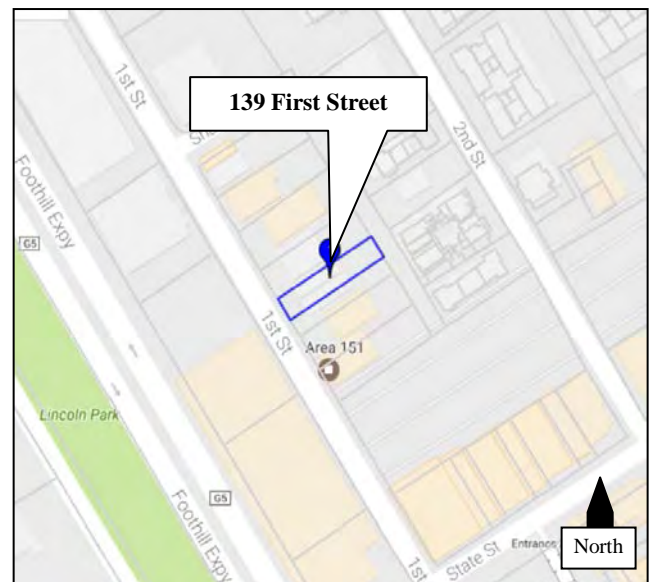 1st St
139 First Street
2nd St
Foothill Expy
G5
1st St
Area 151
Lincoln Park
G5
Foothill Expy
1st
State St
Entrance
North